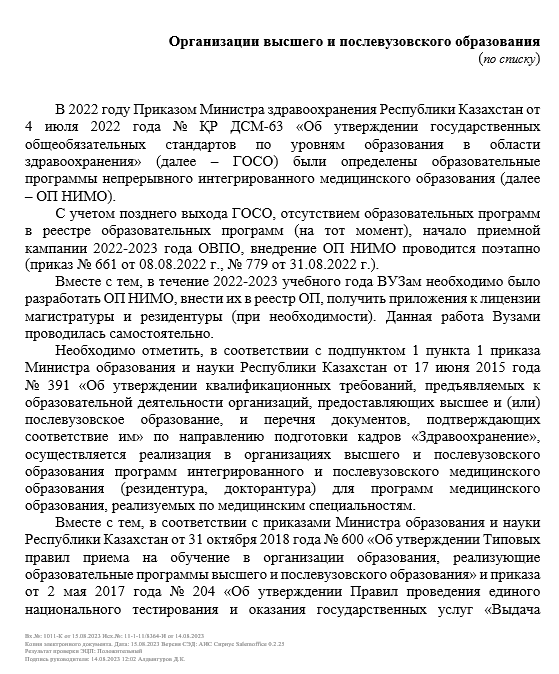 Организации высшего и послевузовского образования
(по списку)
В 2022 году Приказом Министра здравоохранения Республики Казахстан от
4 июля 2022 года № ҚР ДСМ-63 «Об утверждении государственных
общеобязательных стандартов по уровням образования в области
здравоохранения» (далее – ГОСО) были определены образовательные
программы непрерывного интегрированного медицинского образования (далее
– ОП НИМО).
С учетом позднего выхода ГОСО, отсутствием образовательных программ
в реестре образовательных программ (на тот момент), начало приемной
кампании 2022-2023 года ОВПО, внедрение ОП НИМО проводится поэтапно
(приказ № 661 от 08.08.2022 г., № 779 от 31.08.2022 г.).
Вместе с тем, в течение 2022-2023 учебного года ВУЗам необходимо было
разработать ОП НИМО, внести их в реестр ОП, получить приложения к лицензии
магистратуры и резидентуры (при необходимости). Данная работа Вузами
проводилась самостоятельно.
Необходимо отметить, в соответствии с подпунктом 1 пункта 1 приказа
Министра образования и науки Республики Казахстан от 17 июня 2015 года
№ 391 «Об утверждении квалификационных требований, предъявляемых к
образовательной деятельности организаций, предоставляющих высшее и (или)
послевузовское образование, и перечня документов, подтверждающих
соответствие им» по направлению подготовки кадров «Здравоохранение»,
осуществляется реализация в организациях высшего и послевузовского
образования программ интегрированного и послевузовского медицинского
образования (резидентура, докторантура) для программ медицинского
образования, реализуемых по медицинским специальностям.
Вместе с тем, в соответствии с приказами Министра образования и науки
Республики Казахстан от 31 октября 2018 года № 600 «Об утверждении Типовых
правил приема на обучение в организации образования, реализующие
образовательные программы высшего и послевузовского образования» и приказа
от 2 мая 2017 года № 204 «Об утверждении Правил проведения единого
национального тестирования и оказания государственных услуг «Выдача
Вх.№: 1011-К от 15.08.2023 Исх.№: 11-1-11/8364-И от 14.08.2023
Копия электронного документа. Дата: 15.08.2023 Версия СЭД: АИС Сириус Salemoffice 0.2.25
Результат проверки ЭЦП: Положительный
Подпись руководителя: 14.08.2023 12:02 Алдынгуров Д.К.